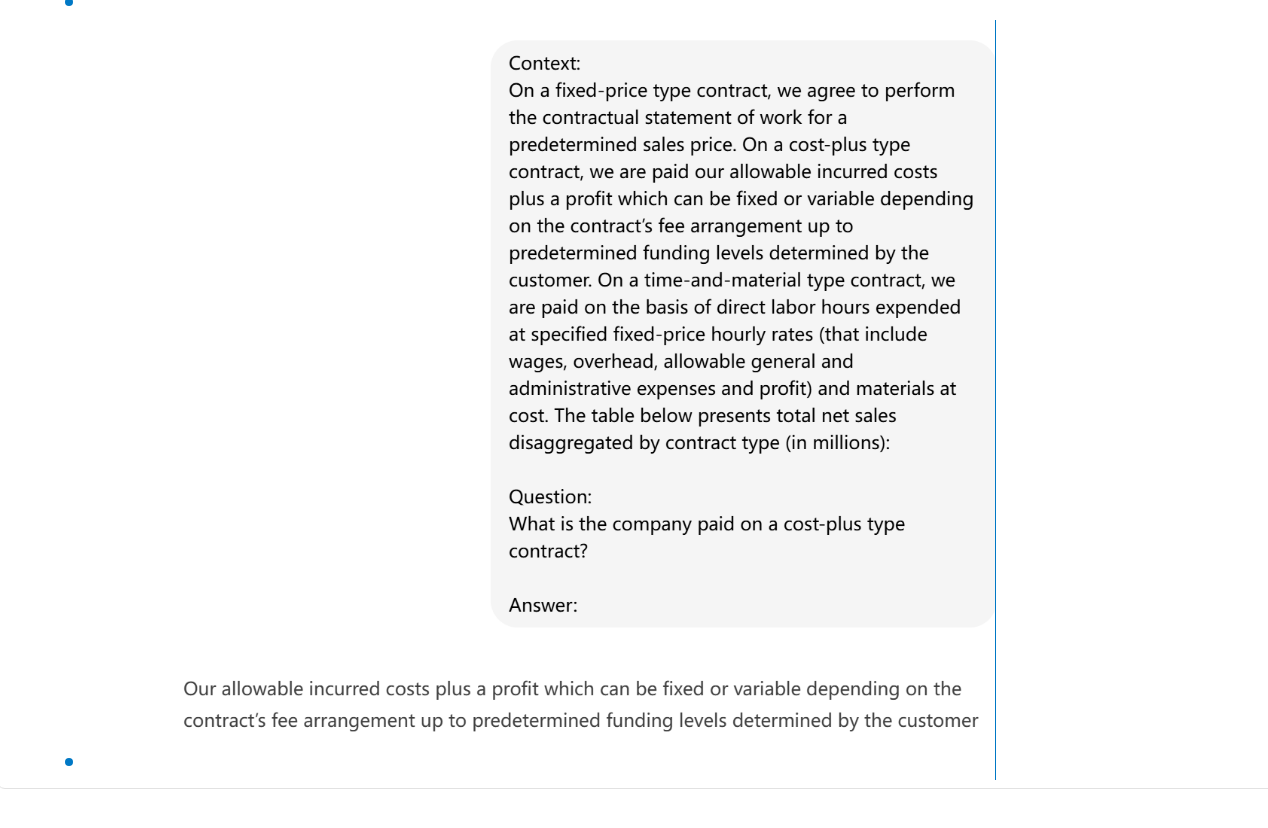 Context:
On a fixed-price type contract, we agree to perform
the contractual statement of work for a
predetermined sales price. On a cost-plus type
contract, we are paid our allowable incurred costs
plus a profit which can be fixed or variable depending
on the contract’s fee arrangement up to
predetermined funding levels determined by the
customer. On a time-and-material type contract, we
are paid on the basis of direct labor hours expended
at specified fixed-price hourly rates (that include
wages, overhead, allowable general and
administrative expenses and profit) and materials at
cost. The table below presents total net sales
disaggregated by contract type (in millions):
Question:
What is the company paid on a cost-plus type
contract?
Answer:
Our allowable incurred costs plus a profit which can be fixed or variable depending on the
contract’s fee arrangement up to predetermined funding levels determined by the customer